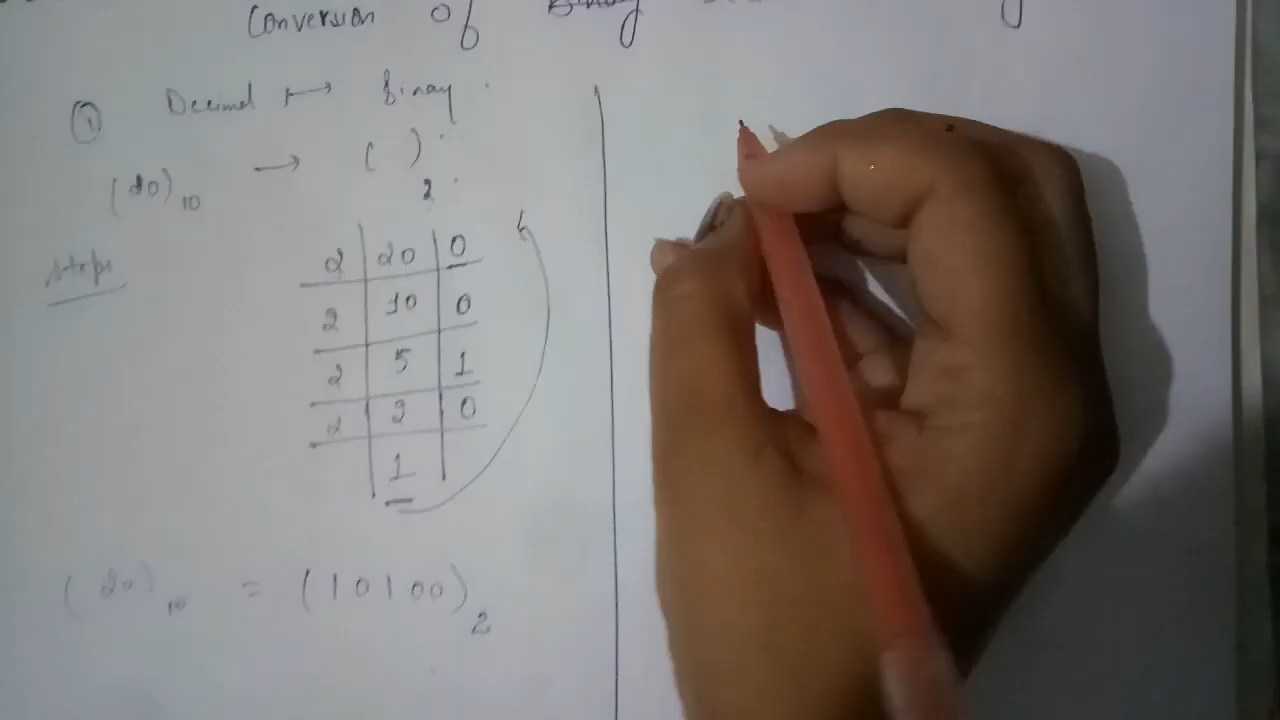 Conversion of
① Decimal ↦ Binary
(20)10 → ( )2
Steps
2 | 20 | 0
2 | 10 | 0
2 | 5 | 1
2 | 2 | 0
1
(20)10 = (10100)2